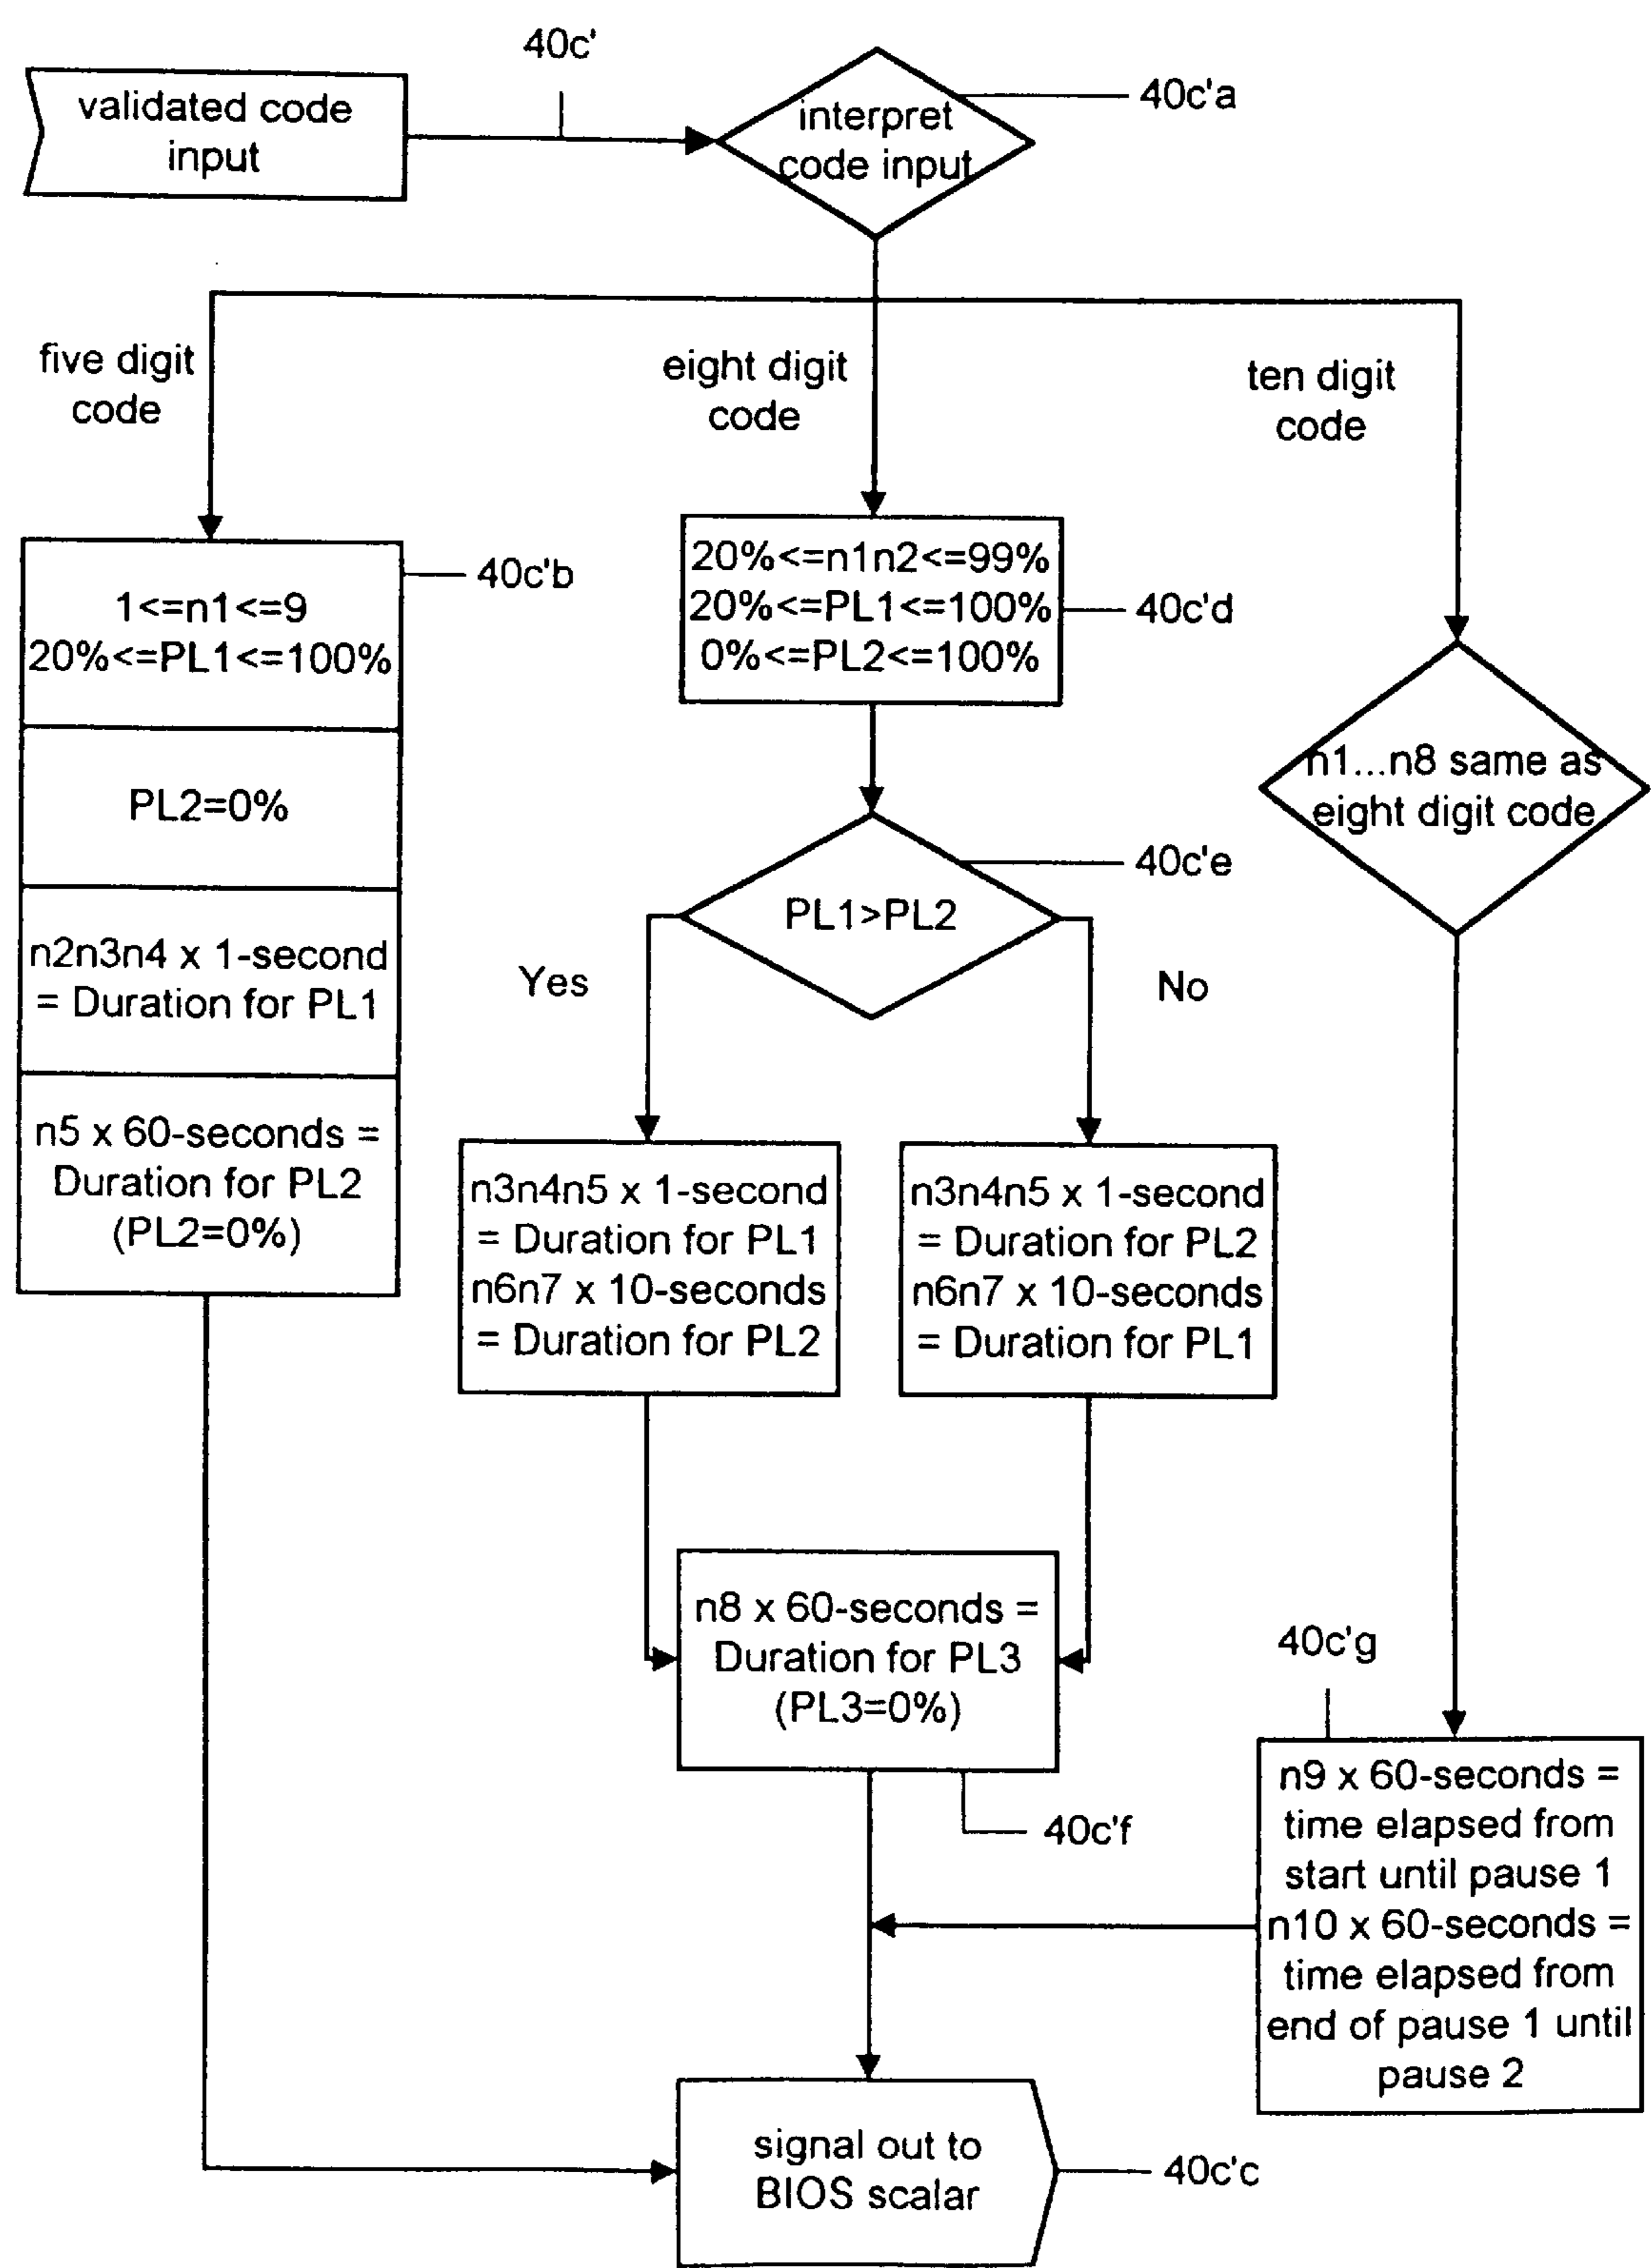 40c'
validated code
input
interpret
code input
40c'a
five digit
code
eight digit
code
ten digit
code
1<=n1<=9
20%<=PL1<=100%
40c'b
PL2=0%
n2n3n4 x 1-second
= Duration for PL1
n5 x 60-seconds =
Duration for PL2
(PL2=0%)
20%<=n1n2<=99%
20%<=PL1<=100%
0%<=PL2<=100%
40c'd
PL1>PL2
40c'e
Yes
No
n3n4n5 x 1-second
= Duration for PL1
n6n7 x 10-seconds
= Duration for PL2
n3n4n5 x 1-second
= Duration for PL2
n6n7 x 10-seconds
= Duration for PL1
n8 x 60-seconds =
Duration for PL3
(PL3=0%)
40c'f
n1...n8 same as
eight digit code
40c'g
n9 x 60-seconds =
time elapsed from
start until pause 1
n10 x 60-seconds =
time elapsed from
end of pause 1 until
pause 2
signal out to
BIOS scalar
40c'c